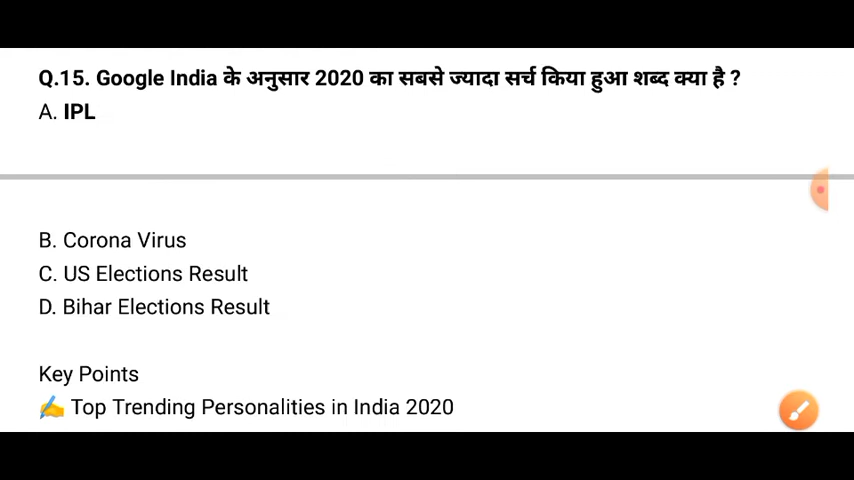 Q.15. Google India के अनुसार 2020 का सबसे ज्यादा सर्च किया हुआ शब्द क्या है ?
A. IPL
B. Corona Virus
C. US Elections Result
D. Bihar Elections Result
Key Points
✍️ Top Trending Personalities in India 2020